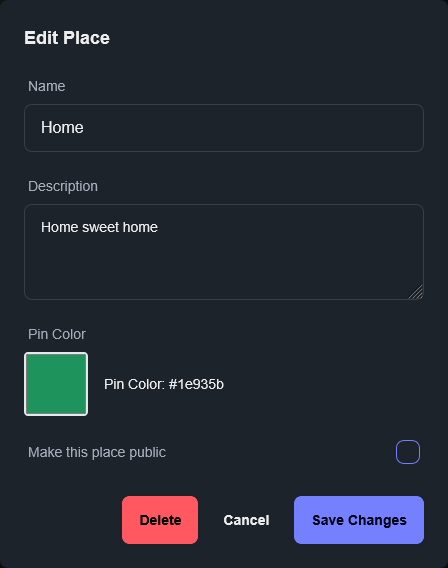 Edit Place
Name
Home
Description
Home sweet home
Pin Color
Pin Color: #1e935b
Make this place public
Delete Cancel Save Changes